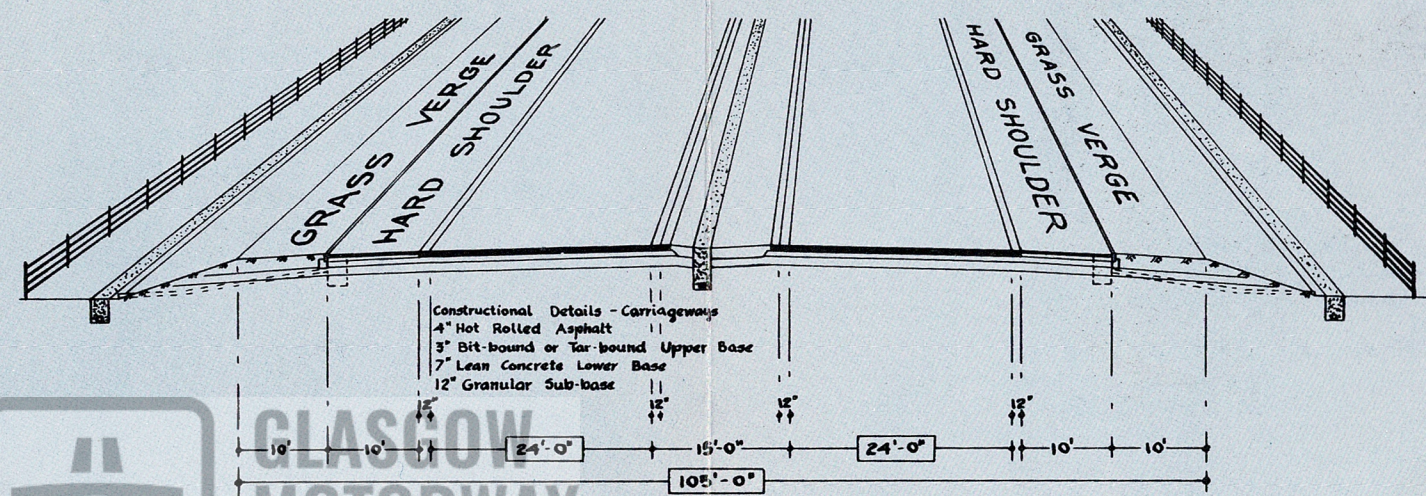 GRASS VERGE
HARD SHOULDER
HARD SHOULDER
GRASS VERGE
Constructional Details - Carriageways
4" Hot Rolled Asphalt
3" Bit-bound or Tar-bound Upper Base
7" Lean Concrete Lower Base
12" Granular Sub-base
12" 12" 12" 12"
10' 10' 24'-0" 15'-0" 24'-0" 10' 10'
105'-0"
GLASGOW
MOTORWAY